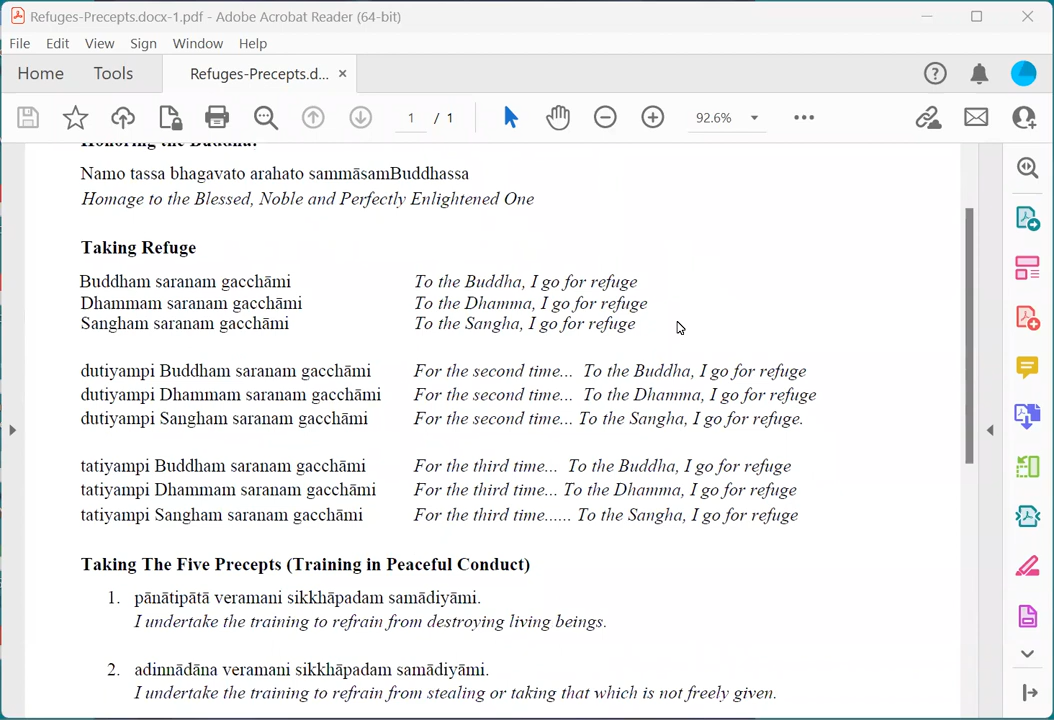 Refuges-Precepts.docx-1.pdf - Adobe Acrobat Reader (64-bit)
File Edit View Sign Window Help
Home Tools Refuges-Precepts.d... ×
1 / 1 92.6%
Honoring the Buddha:
Namo tassa bhagavato arahato sammāsamBuddhassa
Homage to the Blessed, Noble and Perfectly Enlightened One
Taking Refuge
Buddham saranam gacchāmi To the Buddha, I go for refuge
Dhammam saranam gacchāmi To the Dhamma, I go for refuge
Sangham saranam gacchāmi To the Sangha, I go for refuge
dutiyampi Buddham saranam gacchāmi For the second time... To the Buddha, I go for refuge
dutiyampi Dhammam saranam gacchāmi For the second time... To the Dhamma, I go for refuge
dutiyampi Sangham saranam gacchāmi For the second time... To the Sangha, I go for refuge.
tatiyampi Buddham saranam gacchāmi For the third time... To the Buddha, I go for refuge
tatiyampi Dhammam saranam gacchāmi For the third time... To the Dhamma, I go for refuge
tatiyampi Sangham saranam gacchāmi For the third time...... To the Sangha, I go for refuge
Taking The Five Precepts (Training in Peaceful Conduct)
1. pānātipātā veramani sikkhāpadam samādiyāmi.
I undertake the training to refrain from destroying living beings.
2. adinnādāna veramani sikkhāpadam samādiyāmi.
I undertake the training to refrain from stealing or taking that which is not freely given.